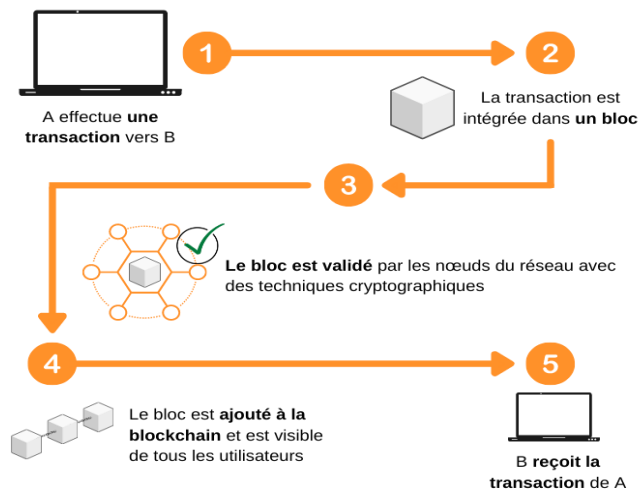 1
2
A effectue une
transaction vers B
La transaction est
intégrée dans un bloc
3
Le bloc est validé par les nœuds du réseau avec
des techniques cryptographiques
4
5
Le bloc est ajouté à la
blockchain et est visible
de tous les utilisateurs
B reçoit la
transaction de A